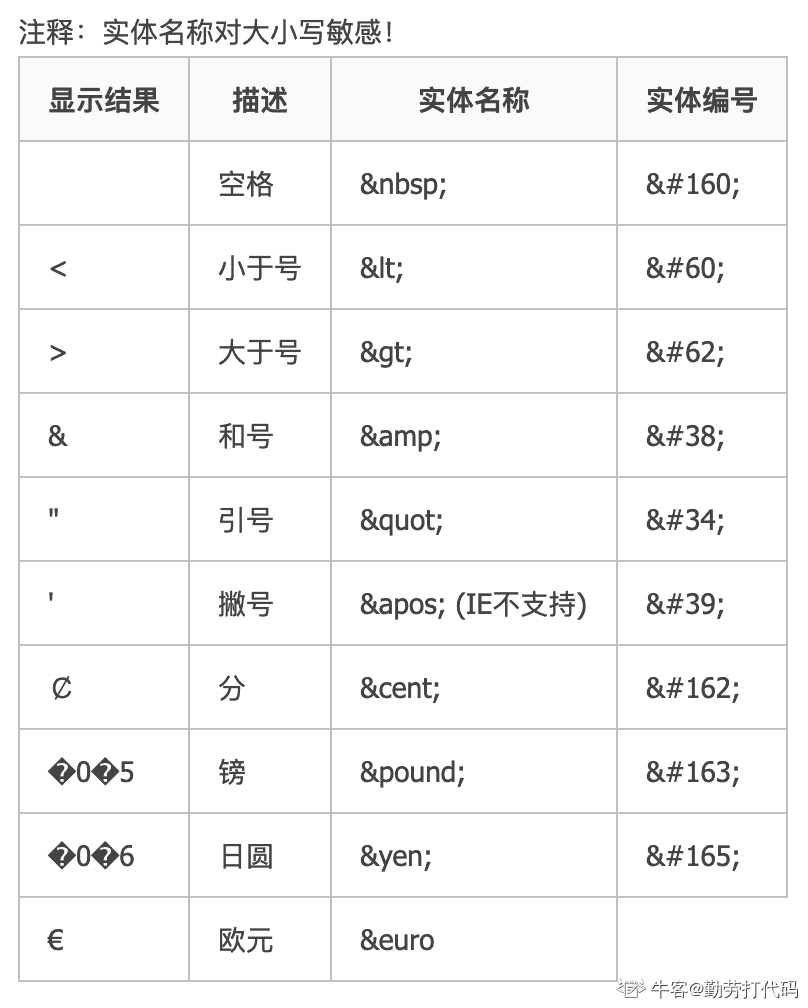 注释：实体名称对大小写敏感！
显示结果 描述 实体名称 实体编号
空格 &nbsp; &#160;
< 小于号 &lt; &#60;
> 大于号 &gt; &#62;
& 和号 &amp; &#38;
" 引号 &quot; &#34;
' 撇号 &apos; (IE不支持) &#39;
₡ 分 &cent; &#162;
�0�5 镑 &pound; &#163;
�0�6 日圆 &yen; &#165;
€ 欧元 &euro
牛客@勤劳打代码